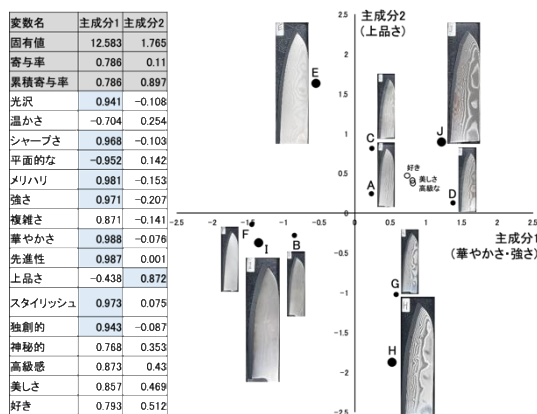 変数名 主成分1 主成分2
固有値 12.583 1.765
寄与率 0.786 0.11
累積寄与率 0.786 0.897
光沢 0.941 -0.108
温かさ -0.704 0.254
シャープさ 0.968 -0.103
平面的な -0.952 0.142
メリハリ 0.981 -0.153
強さ 0.971 -0.207
複雑さ 0.871 -0.141
華やかさ 0.988 -0.076
先進性 0.987 0.001
上品さ -0.438 0.872
スタイリッシュ 0.973 0.075
独創的 0.943 -0.087
神秘的 0.768 0.353
高級感 0.873 0.43
美しさ 0.857 0.469
好き 0.793 0.512
主成分2
(上品さ)
2.5
2
1.5
1
0.5
0
-0.5
-1
-1.5
-2
-2.5
-2.5 -2 -1.5 -1 -0.5 0 0.5 1 1.5 2
主成分1
(華やかさ・強さ)
E
J
C
好き
美しさ
高級な
A
D
F
I
B
G
H